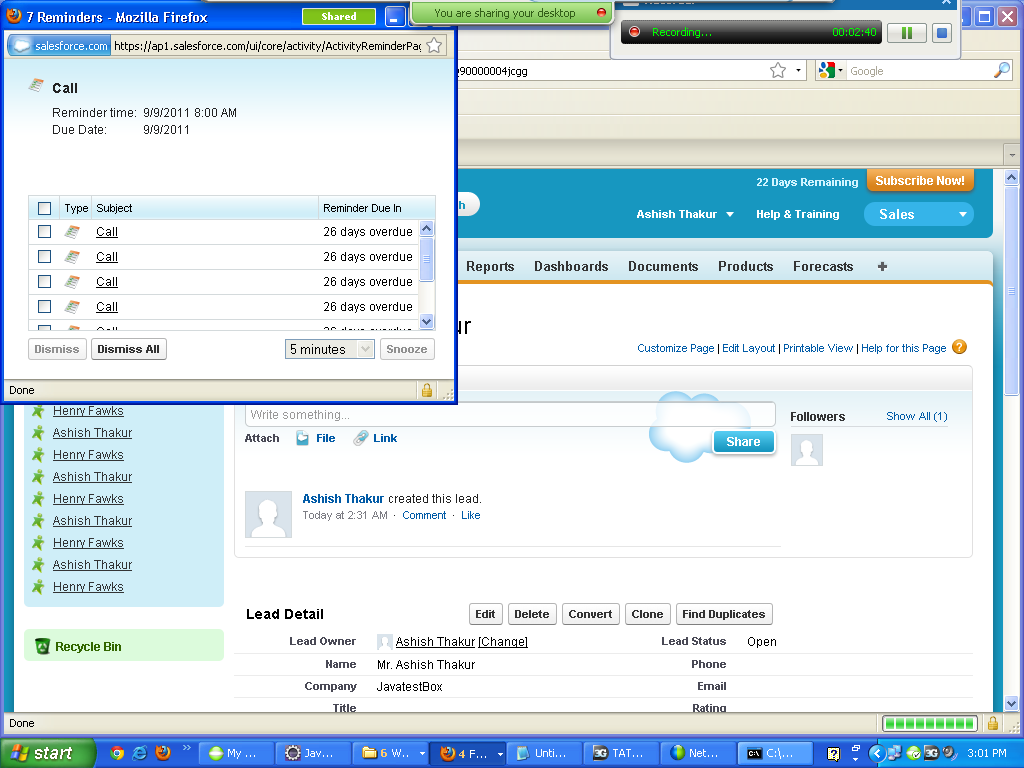 7 Reminders - Mozilla Firefox
Shared
You are sharing your desktop
Recording...
00:02:40
salesforce.com
https://ap1.salesforce.com/ui/core/activity/ActivityReminderPag
90000004jcgg
Google
Call
Reminder time: 9/9/2011 8:00 AM
Due Date: 9/9/2011
Type Subject Reminder Due In
Call 26 days overdue
Call 26 days overdue
Call 26 days overdue
Call 26 days overdue
Dismiss Dismiss All 5 minutes Snooze
Done
22 Days Remaining Subscribe Now!
Ashish Thakur Help & Training Sales
Reports Dashboards Documents Products Forecasts +
ur
Customize Page | Edit Layout | Printable View | Help for this Page ?
Henry Fawks
Ashish Thakur
Henry Fawks
Ashish Thakur
Henry Fawks
Ashish Thakur
Henry Fawks
Ashish Thakur
Henry Fawks
Recycle Bin
Write something...
Attach File Link
Share
Followers Show All (1)
Ashish Thakur created this lead.
Today at 2:31 AM · Comment · Like
Lead Detail Edit Delete Convert Clone Find Duplicates
Lead Owner Ashish Thakur [Change] Lead Status Open
Name Mr. Ashish Thakur Phone
Company JavatestBox Email
Title Rating
Done
start My ... Jav... 6 W... 4 F... Unti... TAT... Net... C:\... 3:01 PM